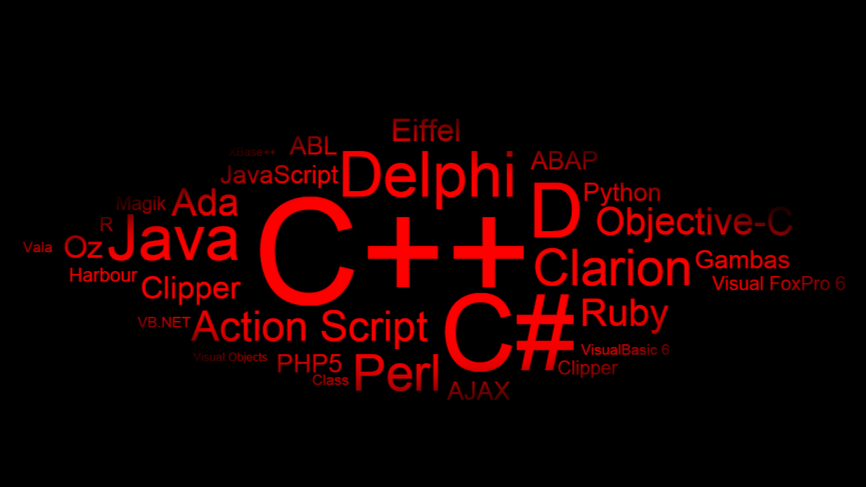 Eiffel
XBase++ ABL
ABAP
JavaScript Delphi
Python
Magik Ada
D
Objective-C
R
Java
C++
Vala Oz
Clarion Gambas
Harbour
Visual FoxPro 6
Clipper
C#
Ruby
VB.NET Action Script
VisualBasic 6
Visual Objects PHP5
Clipper
Class Perl
AJAX